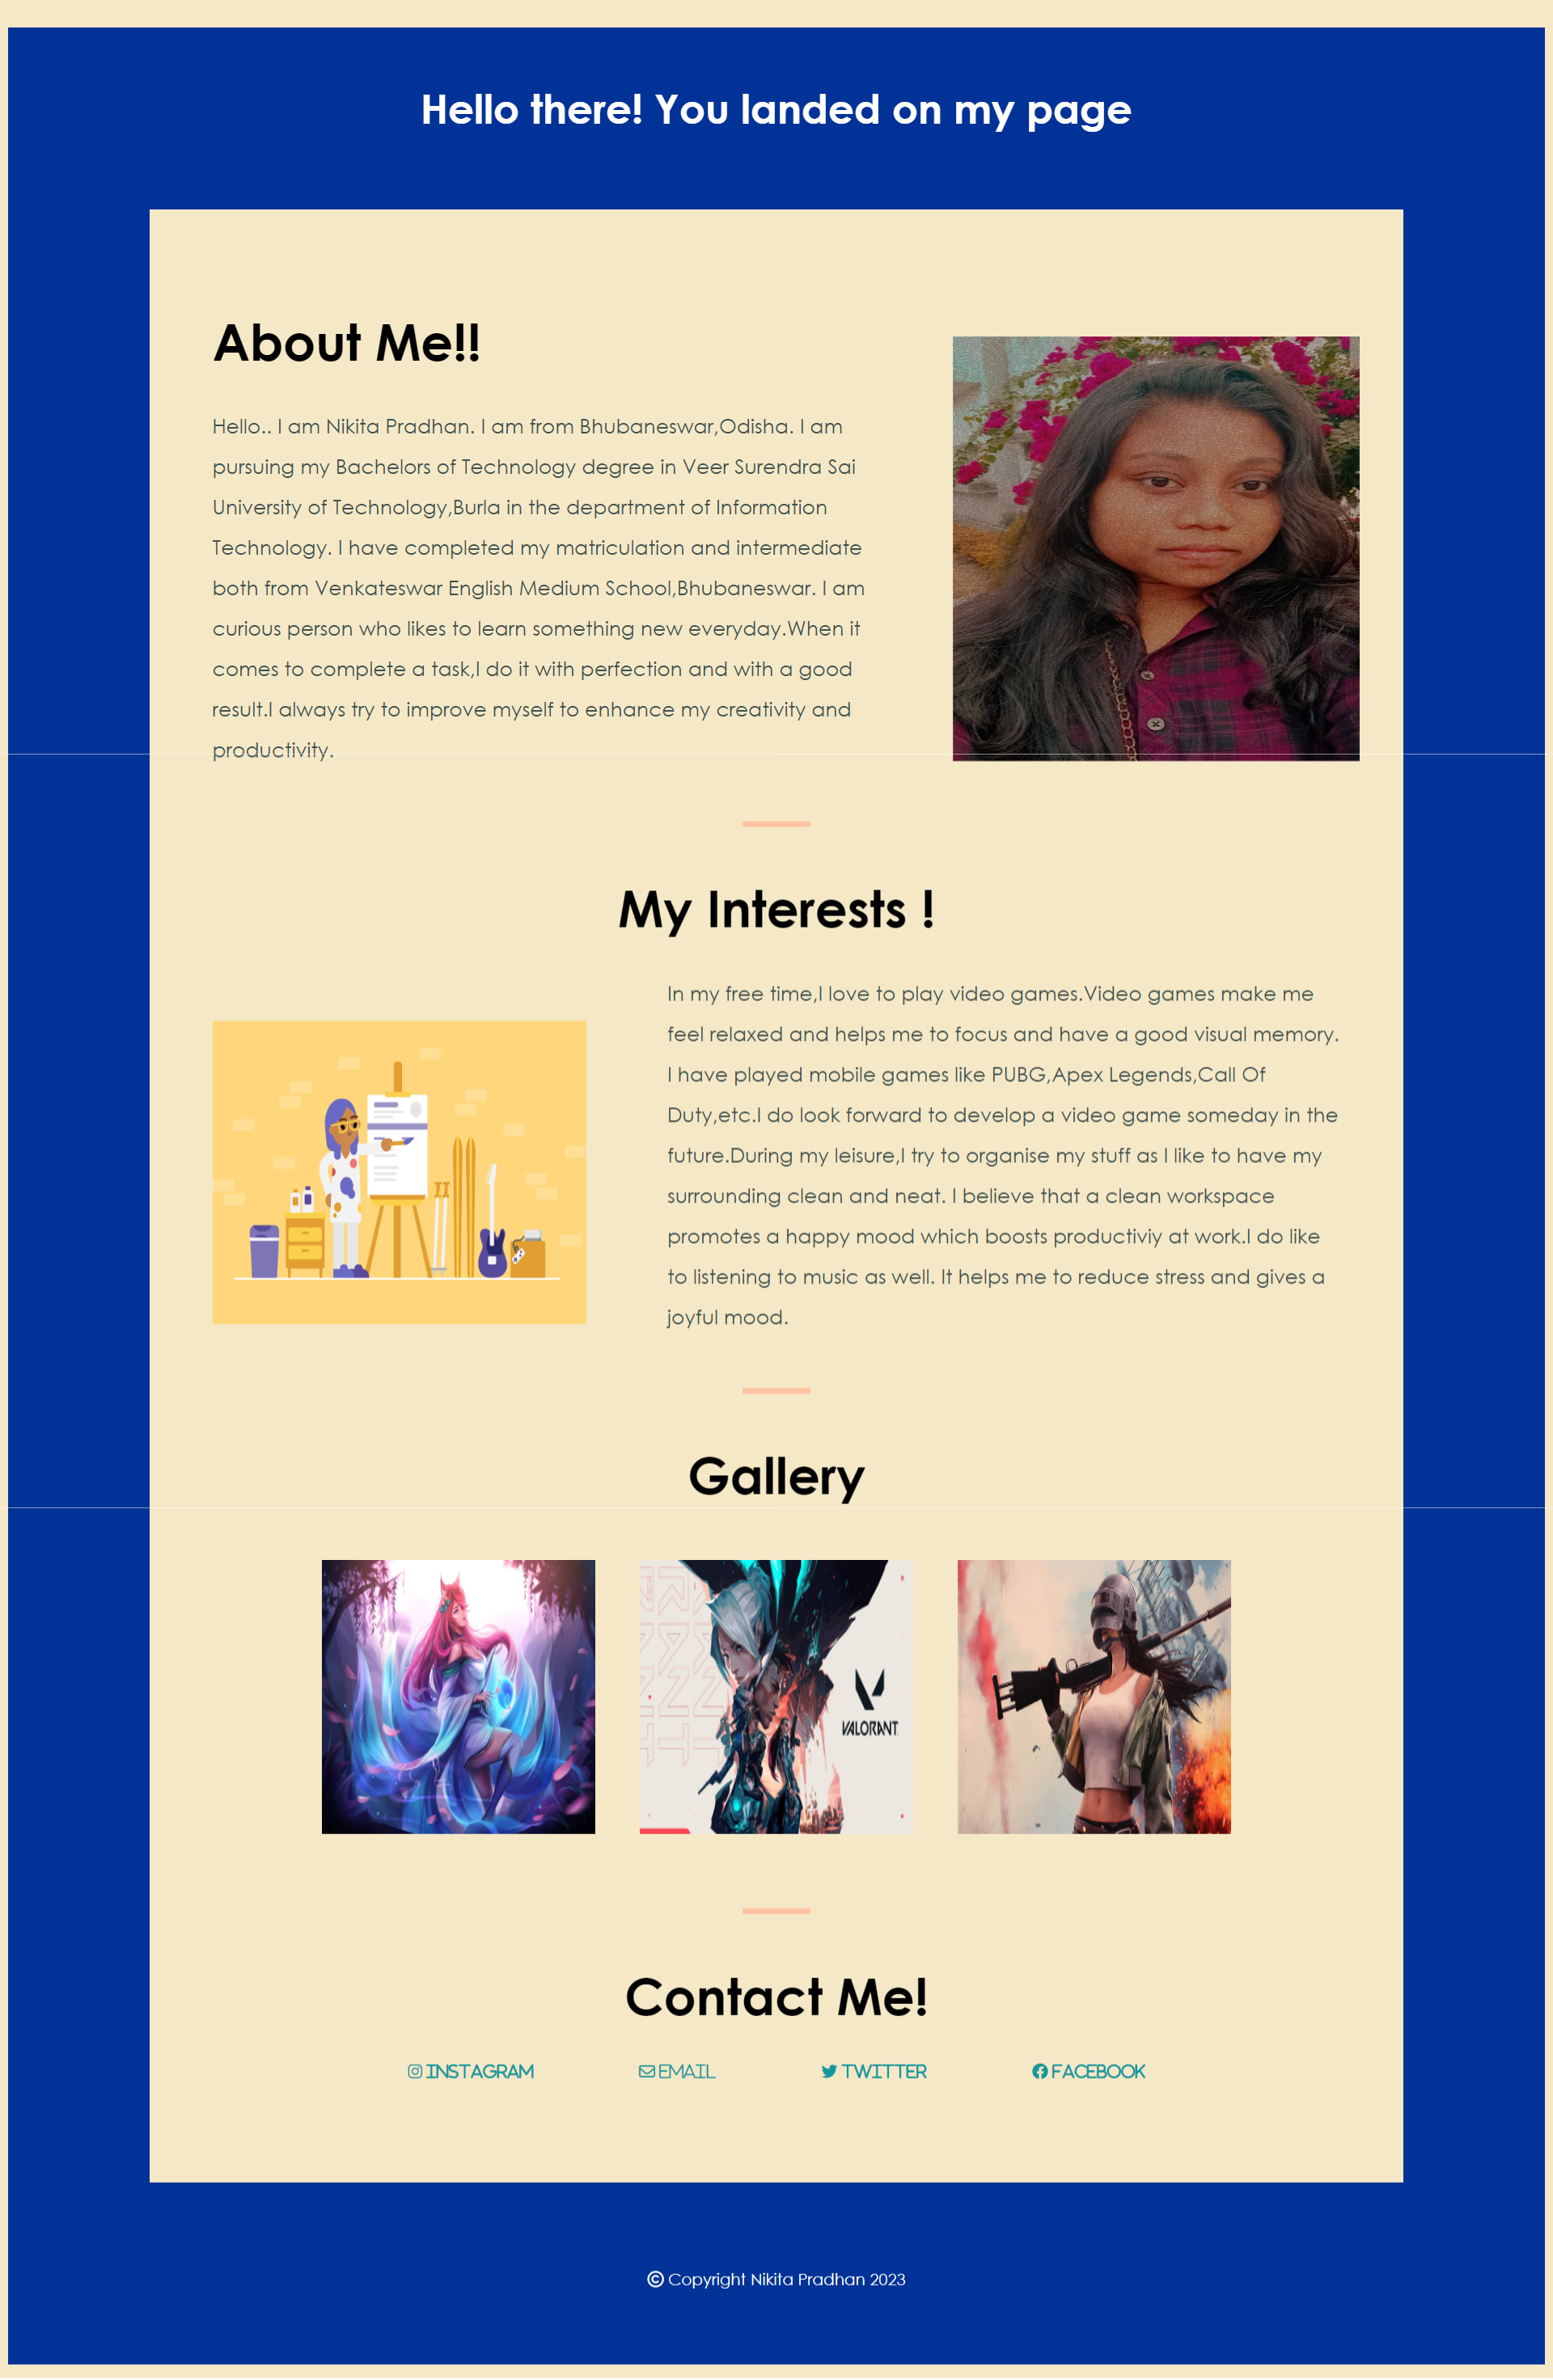 Hello there! You landed on my page
About Me!!
Hello.. I am Nikita Pradhan. I am from Bhubaneswar,Odisha. I am
pursuing my Bachelors of Technology degree in Veer Surendra Sai
University of Technology,Burla in the department of Information
Technology. I have completed my matriculation and intermediate
both from Venkateswar English Medium School,Bhubaneswar. I am
curious person who likes to learn something new everyday.When it
comes to complete a task,I do it with perfection and with a good
result.I always try to improve myself to enhance my creativity and
productivity.
My Interests !
In my free time,I love to play video games.Video games make me
feel relaxed and helps me to focus and have a good visual memory.
I have played mobile games like PUBG,Apex Legends,Call Of
Duty,etc.I do look forward to develop a video game someday in the
future.During my leisure,I try to organise my stuff as I like to have my
surrounding clean and neat. I believe that a clean workspace
promotes a happy mood which boosts productiviy at work.I do like
to listening to music as well. It helps me to reduce stress and gives a
joyful mood.
Gallery
VALORANT
Contact Me!
INSTAGRAM EMAIL TWITTER FACEBOOK
© Copyright Nikita Pradhan 2023